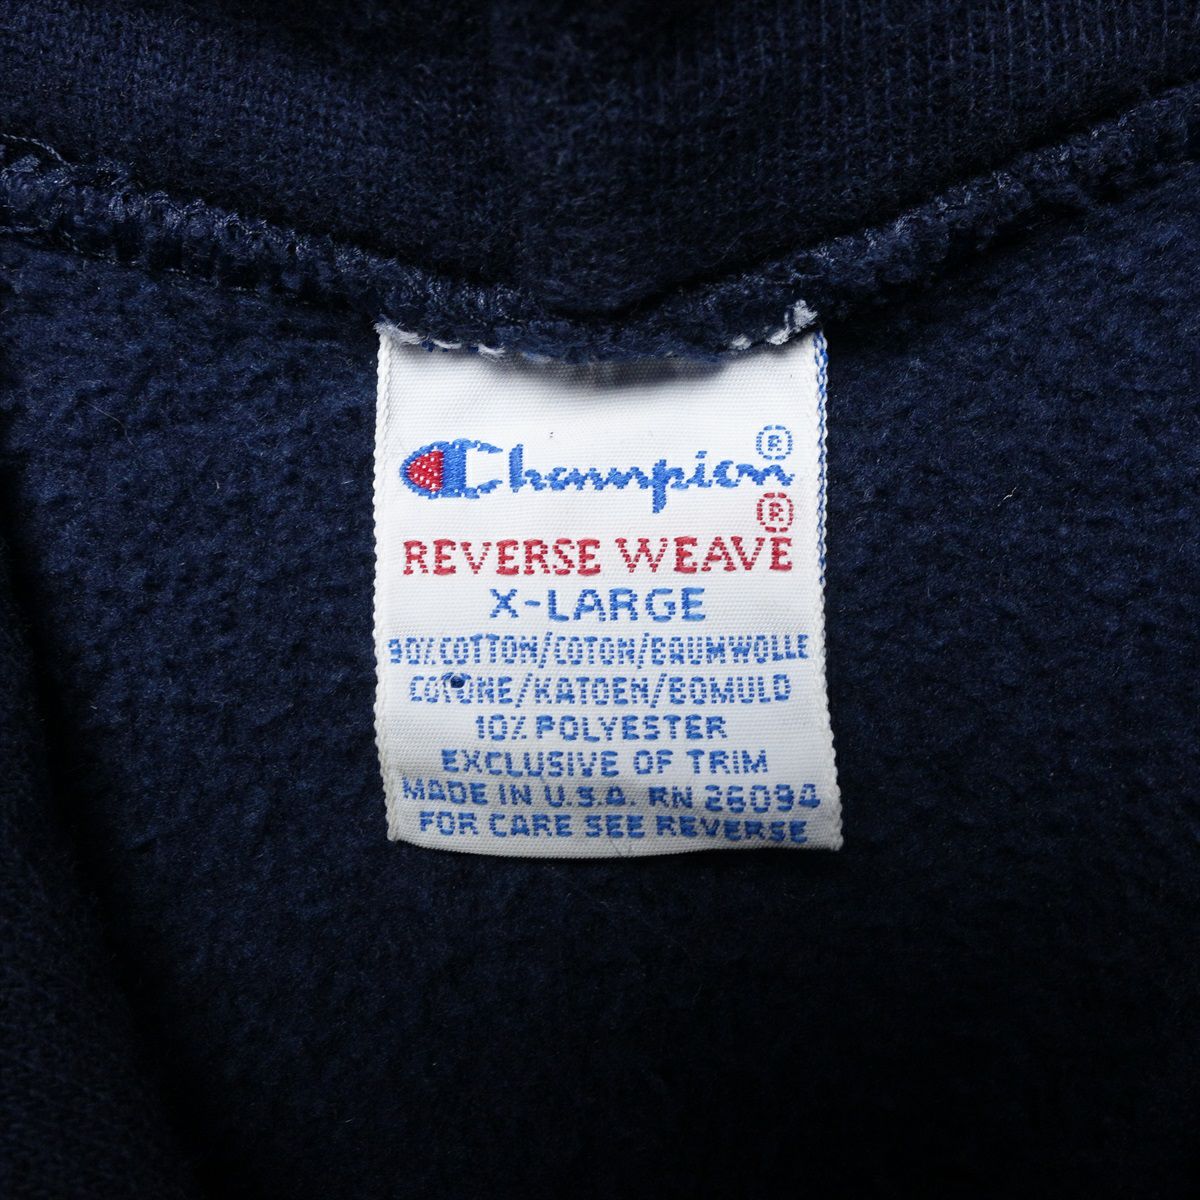 Champion®
®
REVERSE WEAVE
X-LARGE
90% COTTON/COTON/BAUMWOLLE
COTONE/KATOEN/BOMULD
10% POLYESTER
EXCLUSIVE OF TRIM
MADE IN U.S.A. RN 26094
FOR CARE SEE REVERSE